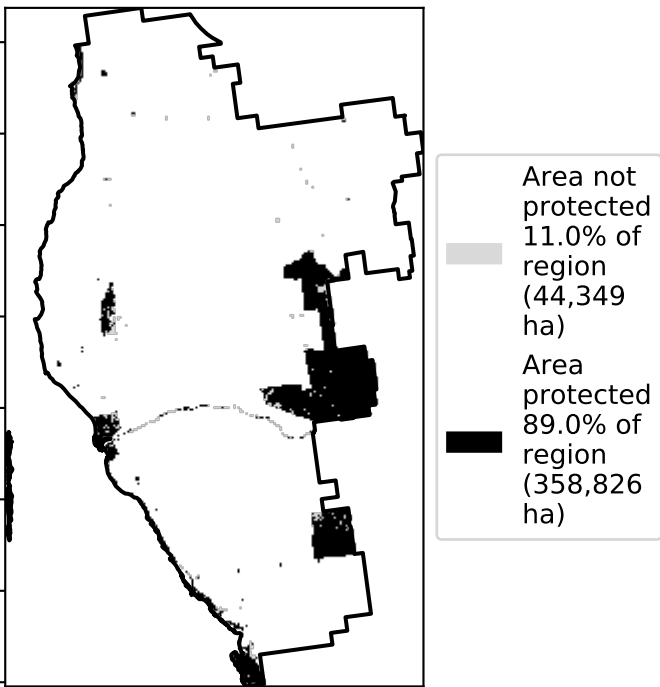 Area not
protected
11.0% of
region
(44,349
ha)
Area
protected
89.0% of
region
(358,826
ha)